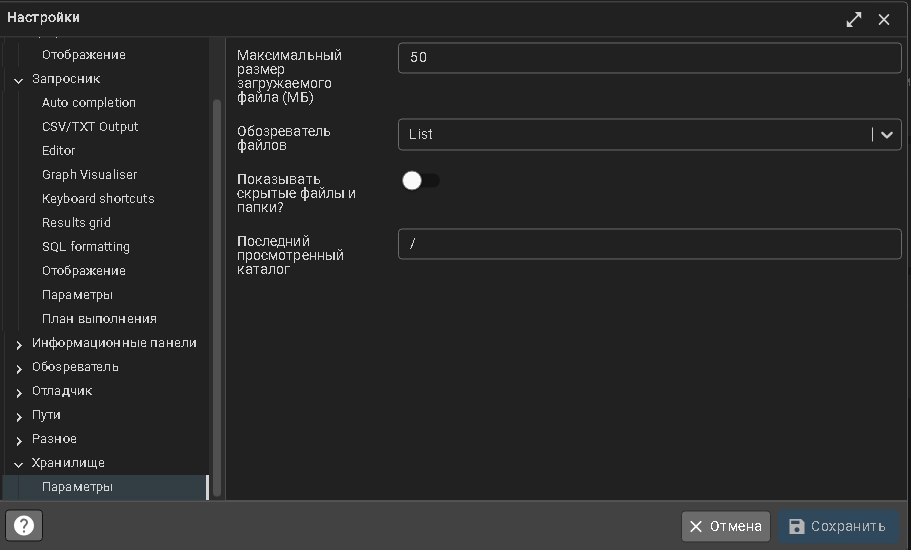 Настройки
Отображение
Запросник
Auto completion
CSV/TXT Output
Editor
Graph Visualiser
Keyboard shortcuts
Results grid
SQL formatting
Отображение
Параметры
План выполнения
Информационные панели
Обозреватель
Отладчик
Пути
Разное
Хранилище
Параметры
Максимальный
размер
загружаемого
файла (МБ)
50
Обозреватель
файлов
List
Показывать
скрытые файлы и
папки?
Последний
просмотренный
каталог
/
?
Отмена
Сохранить